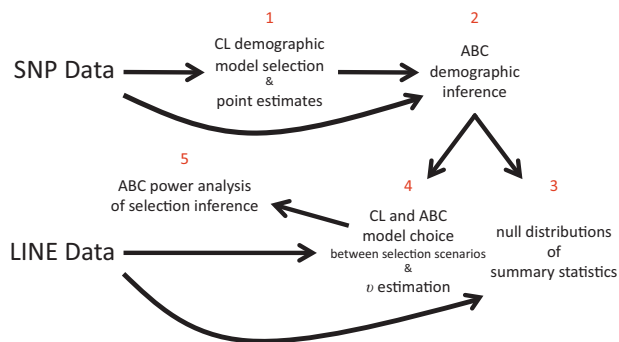 1
2
SNP Data
CL demographic
model selection
&
point estimates
ABC
demographic
inference
5
ABC power analysis
of selection inference
4
CL and ABC
model choice
between selection scenarios
&
υ estimation
3
null distributions
of
summary statistics
LINE Data